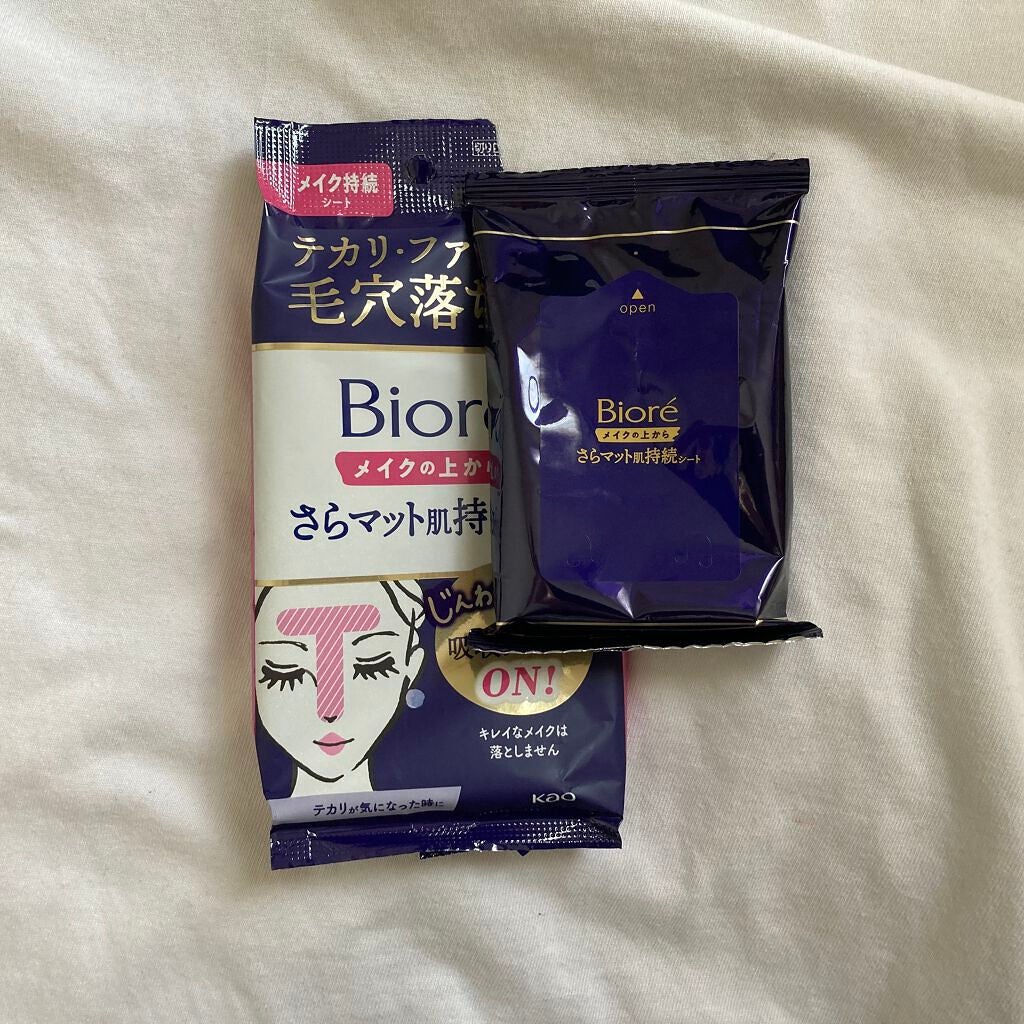 メイク持続
シート
テカリ・ファ
毛穴落
Bior
メイクの上から
さらマット肌持
じんわ
ON!
キレイなメイクは
落としません
テカリが気になった時に
Kao
open
Bioré
メイクの上から
さらマット肌持続シート